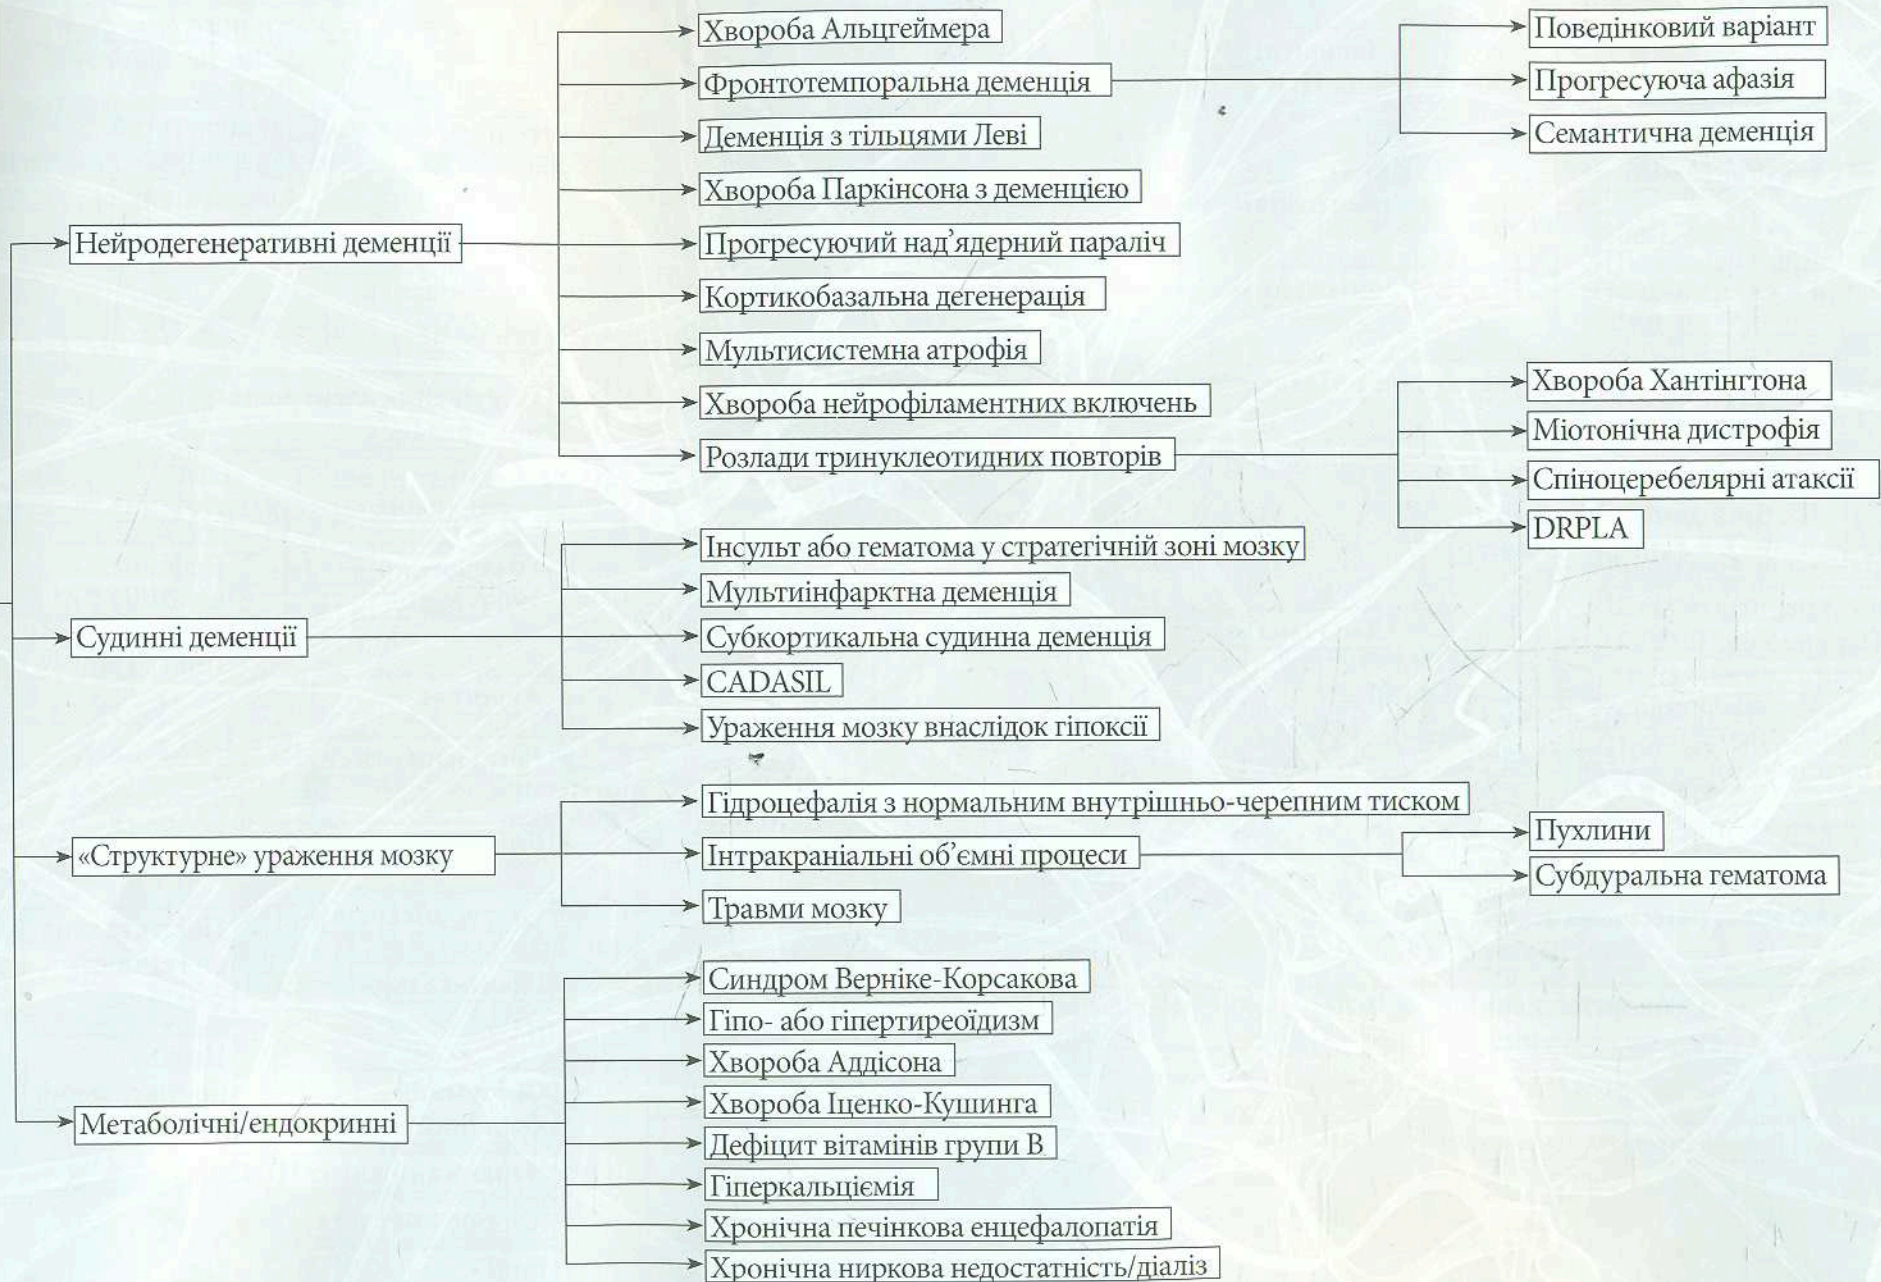 Нейродегенеративні деменції
Хвороба Альцгеймера
Фронтотемпоральна деменція
Поведінковий варіант
Прогресуюча афазія
Семантична деменція
Деменція з тільцями Леві
Хвороба Паркінсона з деменцією
Прогресуючий над’ядерний параліч
Кортикобазальна дегенерація
Мультисистемна атрофія
Хвороба нейрофіламентних включень
Розлади тринуклеотидних повторів
Хвороба Хантінгтона
Міотонічна дистрофія
Спіноцеребелярні атаксії
DRPLA
Судинні деменції
Інсульт або гематома у стратегічній зоні мозку
Мультиінфарктна деменція
Субкортикальна судинна деменція
CADASIL
Ураження мозку внаслідок гіпоксії
«Структурне» ураження мозку
Гідроцефалія з нормальним внутрішньо-черепним тиском
Інтракраніальні об’ємні процеси
Пухлини
Субдуральна гематома
Травми мозку
Метаболічні/ендокринні
Синдром Верніке-Корсакова
Гіпо- або гіпертиреоїдизм
Хвороба Аддісона
Хвороба Іценко-Кушинга
Дефіцит вітамінів групи В
Гіперкальціємія
Хронічна печінкова енцефалопатія
Хронічна ниркова недостатність/діаліз